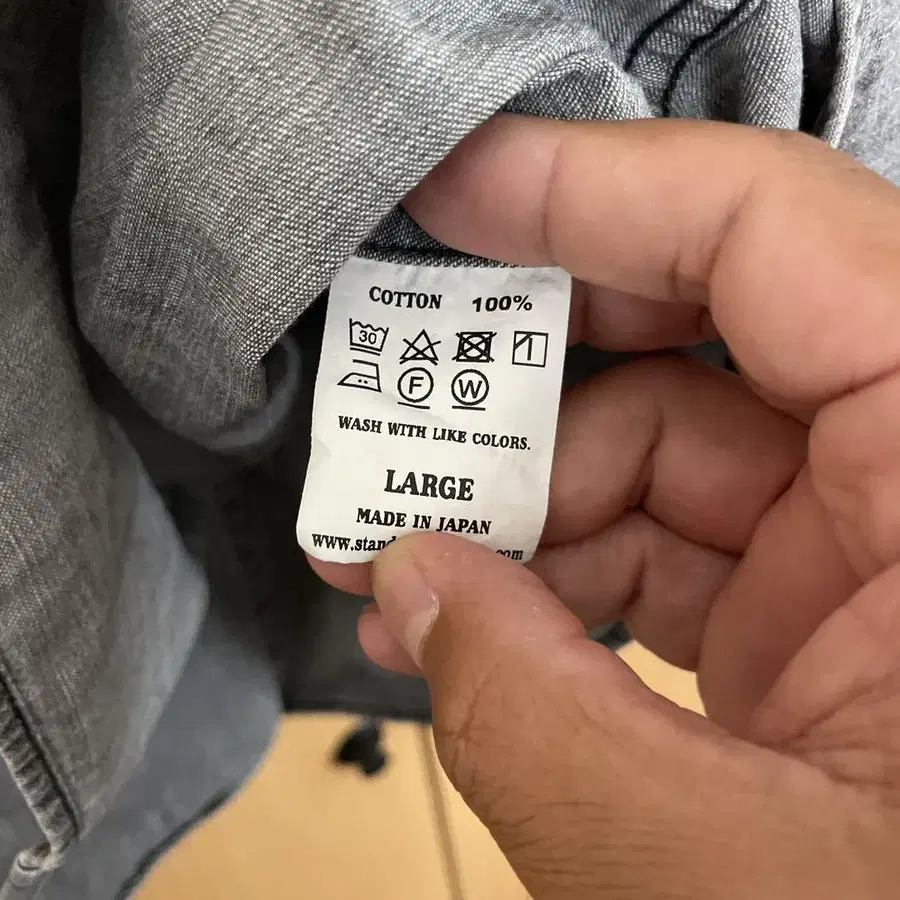 COTTON 100%
30
F W
WASH WITH LIKE COLORS.
LARGE
MADE IN JAPAN